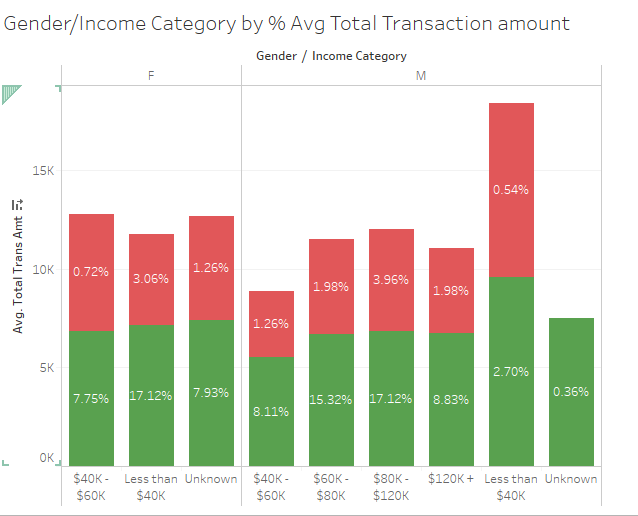 Gender/Income Category by % Avg Total Transaction amount
Gender / Income Category
F M
Avg. Total Trans Amt
15K
10K
5K
0K
0.54%
0.72% 3.06% 1.26% 1.26% 1.98% 3.96% 1.98%
7.75% 17.12% 7.93% 8.11% 15.32% 17.12% 8.83% 2.70% 0.36%
$40K - Less than Unknown $40K - $60K - $80K - $120K + Less than Unknown
$60K $40K $60K $80K $120K $40K